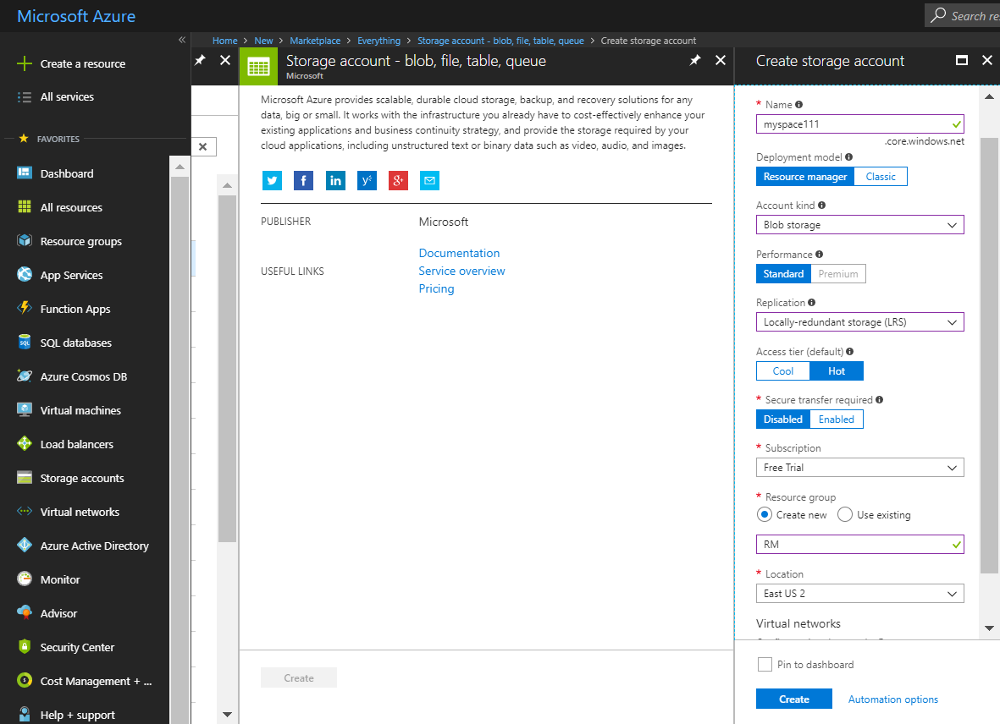 Microsoft Azure
Search re
Home > New > Marketplace > Everything > Storage account - blob, file, table, queue > Create storage account
Create a resource
All services
FAVORITES
Dashboard
All resources
Resource groups
App Services
Function Apps
SQL databases
Azure Cosmos DB
Virtual machines
Load balancers
Storage accounts
Virtual networks
Azure Active Directory
Monitor
Advisor
Security Center
Cost Management + ...
Help + support
Storage account - blob, file, table, queue
Microsoft
Microsoft Azure provides scalable, durable cloud storage, backup, and recovery solutions for any
data, big or small. It works with the infrastructure you already have to cost-effectively enhance your
existing applications and business continuity strategy, and provide the storage required by your
cloud applications, including unstructured text or binary data such as video, audio, and images.
PUBLISHER Microsoft
USEFUL LINKS
Documentation
Service overview
Pricing
Create
Create storage account
* Name
myspace111
.core.windows.net
Deployment model
Resource manager Classic
Account kind
Blob storage
Performance
Standard Premium
Replication
Locally-redundant storage (LRS)
Access tier (default)
Cool Hot
* Secure transfer required
Disabled Enabled
* Subscription
Free Trial
* Resource group
Create new Use existing
RM
* Location
East US 2
Virtual networks
Pin to dashboard
Create Automation options